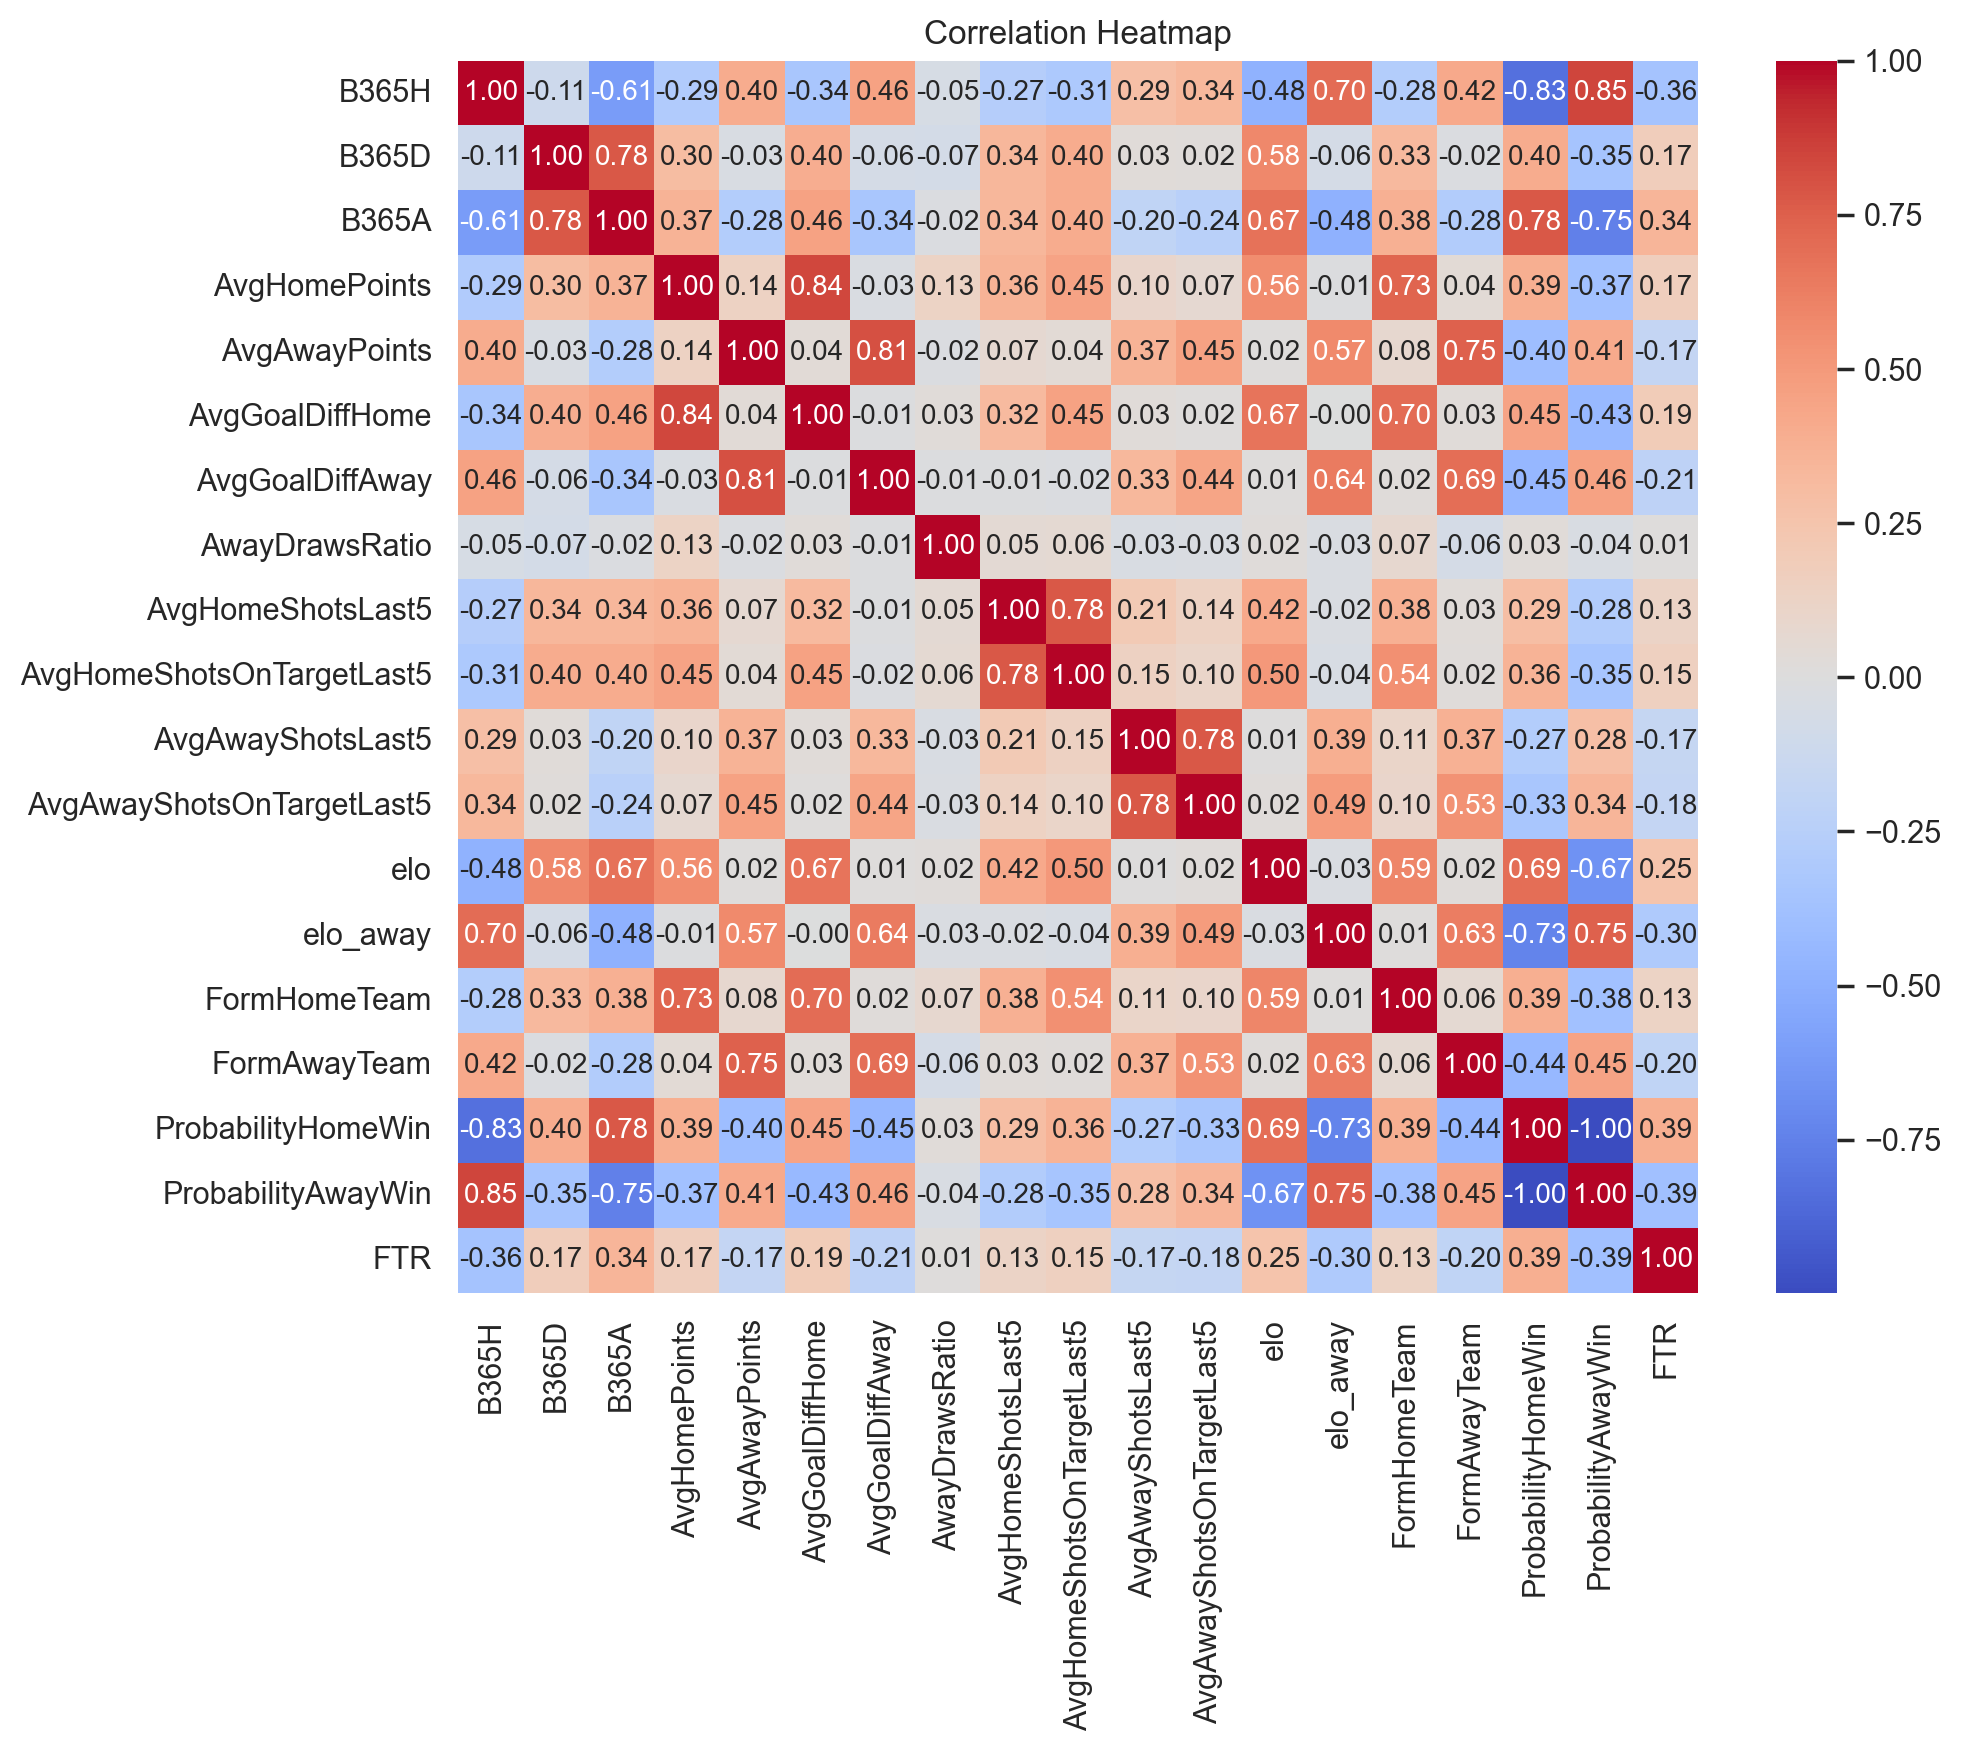 Correlation Heatmap
B365H 1.00 -0.11 -0.61 -0.29 0.40 -0.34 0.46 -0.05 -0.27 -0.31 0.29 0.34 -0.48 0.70 -0.28 0.42 -0.83 0.85 -0.36
B365D -0.11 1.00 0.78 0.30 -0.03 0.40 -0.06 -0.07 0.34 0.40 0.03 0.02 0.58 -0.06 0.33 -0.02 0.40 -0.35 0.17
B365A -0.61 0.78 1.00 0.37 -0.28 0.46 -0.34 -0.02 0.34 0.40 -0.20 -0.24 0.67 -0.48 0.38 -0.28 0.78 -0.75 0.34
AvgHomePoints -0.29 0.30 0.37 1.00 0.14 0.84 -0.03 0.13 0.36 0.45 0.10 0.07 0.56 -0.01 0.73 0.04 0.39 -0.37 0.17
AvgAwayPoints 0.40 -0.03 -0.28 0.14 1.00 0.04 0.81 -0.02 0.07 0.04 0.37 0.45 0.02 0.57 0.08 0.75 -0.40 0.41 -0.17
AvgGoalDiffHome -0.34 0.40 0.46 0.84 0.04 1.00 -0.01 0.03 0.32 0.45 0.03 0.02 0.67 -0.00 0.70 0.03 0.45 -0.43 0.19
AvgGoalDiffAway 0.46 -0.06 -0.34 -0.03 0.81 -0.01 1.00 -0.01 -0.01 -0.02 0.33 0.44 0.01 0.64 0.02 0.69 -0.45 0.46 -0.21
AwayDrawsRatio -0.05 -0.07 -0.02 0.13 -0.02 0.03 -0.01 1.00 0.05 0.06 -0.03 -0.03 0.02 -0.03 0.07 -0.06 0.03 -0.04 0.01
AvgHomeShotsLast5 -0.27 0.34 0.34 0.36 0.07 0.32 -0.01 0.05 1.00 0.78 0.21 0.14 0.42 -0.02 0.38 0.03 0.29 -0.28 0.13
AvgHomeShotsOnTargetLast5 -0.31 0.40 0.40 0.45 0.04 0.45 -0.02 0.06 0.78 1.00 0.15 0.10 0.50 -0.04 0.54 0.02 0.36 -0.35 0.15
AvgAwayShotsLast5 0.29 0.03 -0.20 0.10 0.37 0.03 0.33 -0.03 0.21 0.15 1.00 0.78 0.01 0.39 0.11 0.37 -0.27 0.28 -0.17
AvgAwayShotsOnTargetLast5 0.34 0.02 -0.24 0.07 0.45 0.02 0.44 -0.03 0.14 0.10 0.78 1.00 0.02 0.49 0.10 0.53 -0.33 0.34 -0.18
elo -0.48 0.58 0.67 0.56 0.02 0.67 0.01 0.02 0.42 0.50 0.01 0.02 1.00 -0.03 0.59 0.02 0.69 -0.67 0.25
elo_away 0.70 -0.06 -0.48 -0.01 0.57 -0.00 0.64 -0.03 -0.02 -0.04 0.39 0.49 -0.03 1.00 0.01 0.63 -0.73 0.75 -0.30
FormHomeTeam -0.28 0.33 0.38 0.73 0.08 0.70 0.02 0.07 0.38 0.54 0.11 0.10 0.59 0.01 1.00 0.06 0.39 -0.38 0.13
FormAwayTeam 0.42 -0.02 -0.28 0.04 0.75 0.03 0.69 -0.06 0.03 0.02 0.37 0.53 0.02 0.63 0.06 1.00 -0.44 0.45 -0.20
ProbabilityHomeWin -0.83 0.40 0.78 0.39 -0.40 0.45 -0.45 0.03 0.29 0.36 -0.27 -0.33 0.69 -0.73 0.39 -0.44 1.00 -1.00 0.39
ProbabilityAwayWin 0.85 -0.35 -0.75 -0.37 0.41 -0.43 0.46 -0.04 -0.28 -0.35 0.28 0.34 -0.67 0.75 -0.38 0.45 -1.00 1.00 -0.39
FTR -0.36 0.17 0.34 0.17 -0.17 0.19 -0.21 0.01 0.13 0.15 -0.17 -0.18 0.25 -0.30 0.13 -0.20 0.39 -0.39 1.00
B365H
B365D
B365A
AvgHomePoints
AvgAwayPoints
AvgGoalDiffHome
AvgGoalDiffAway
AwayDrawsRatio
AvgHomeShotsLast5
AvgHomeShotsOnTargetLast5
AvgAwayShotsLast5
AvgAwayShotsOnTargetLast5
elo
elo_away
FormHomeTeam
FormAwayTeam
ProbabilityHomeWin
ProbabilityAwayWin
FTR
1.00
0.75
0.50
0.25
0.00
−0.25
−0.50
−0.75